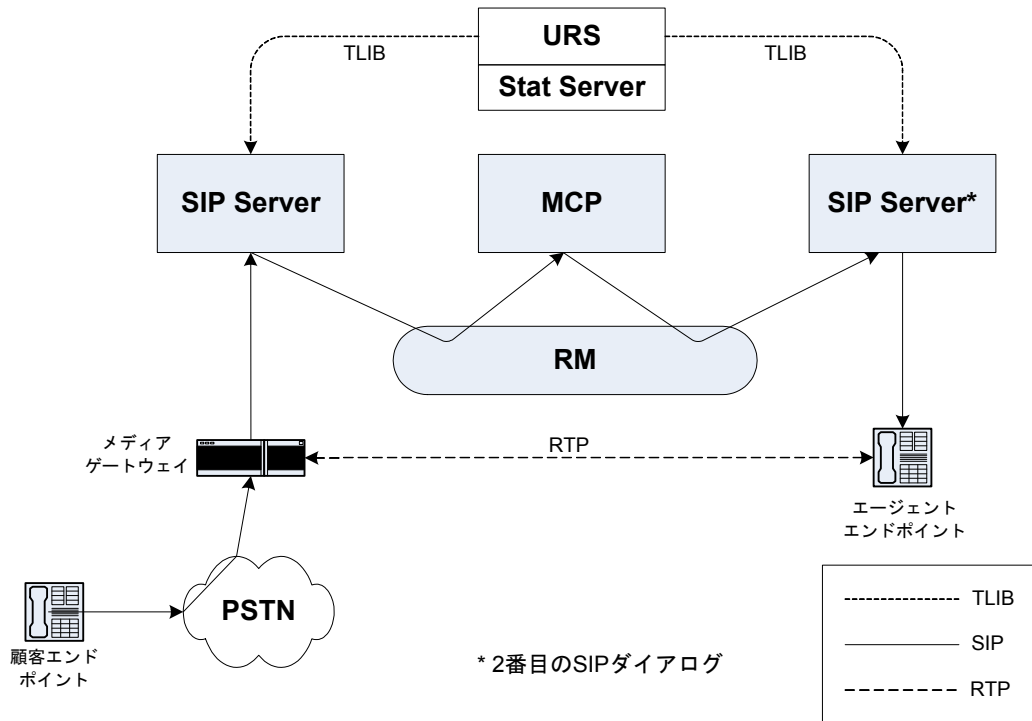 URS
TLIB
TLIB
Stat Server
SIP Server
MCP
SIP Server*
RM
メディア
ゲートウェイ
RTP
エージェント
エンドポイント
PSTN
顧客エンド
ポイント
* 2番目のSIPダイアログ
TLIB
SIP
RTP